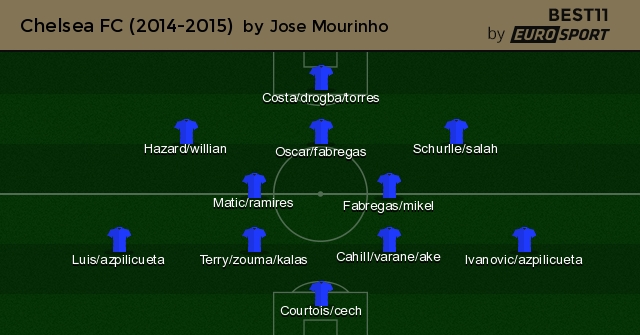 Chelsea FC (2014-2015) by Jose Mourinho
BEST11
by EUROSPORT
Costa/drogba/torres
Hazard/willian
Oscar/fabregas
Schurlle/salah
Matic/ramires
Fabregas/mikel
Luis/azpilicueta
Terry/zouma/kalas
Cahill/varane/ake
Ivanovic/azpilicueta
Courtois/cech